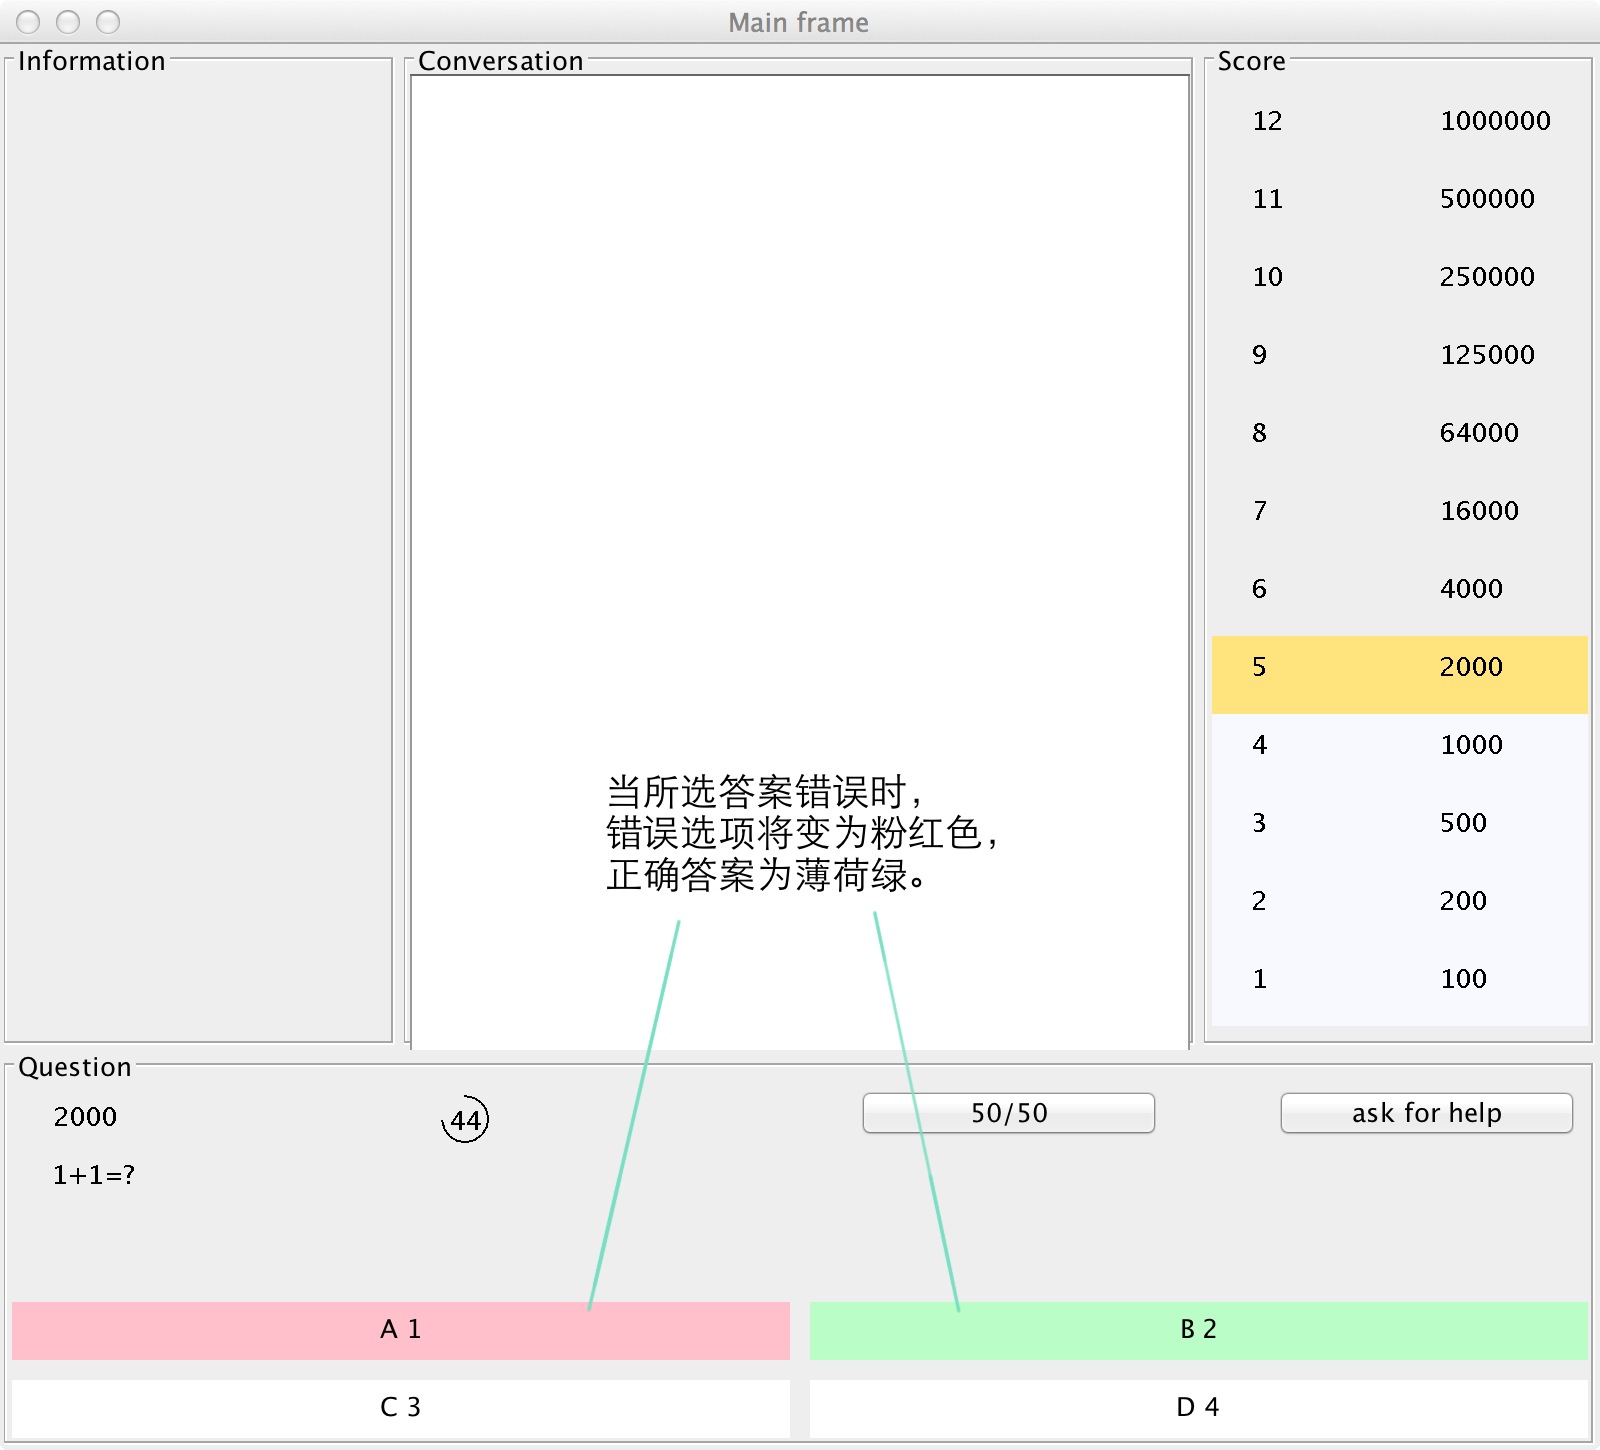 Main frame
Information
Conversation
Score
12 1000000
11 500000
10 250000
9 125000
8 64000
7 16000
6 4000
5 2000
4 1000
3 500
2 200
1 100
当所选答案错误时，
错误选项将变为粉红色，
正确答案为薄荷绿。
Question
2000 44 50/50 ask for help
1+1=?
A 1 B 2
C 3 D 4